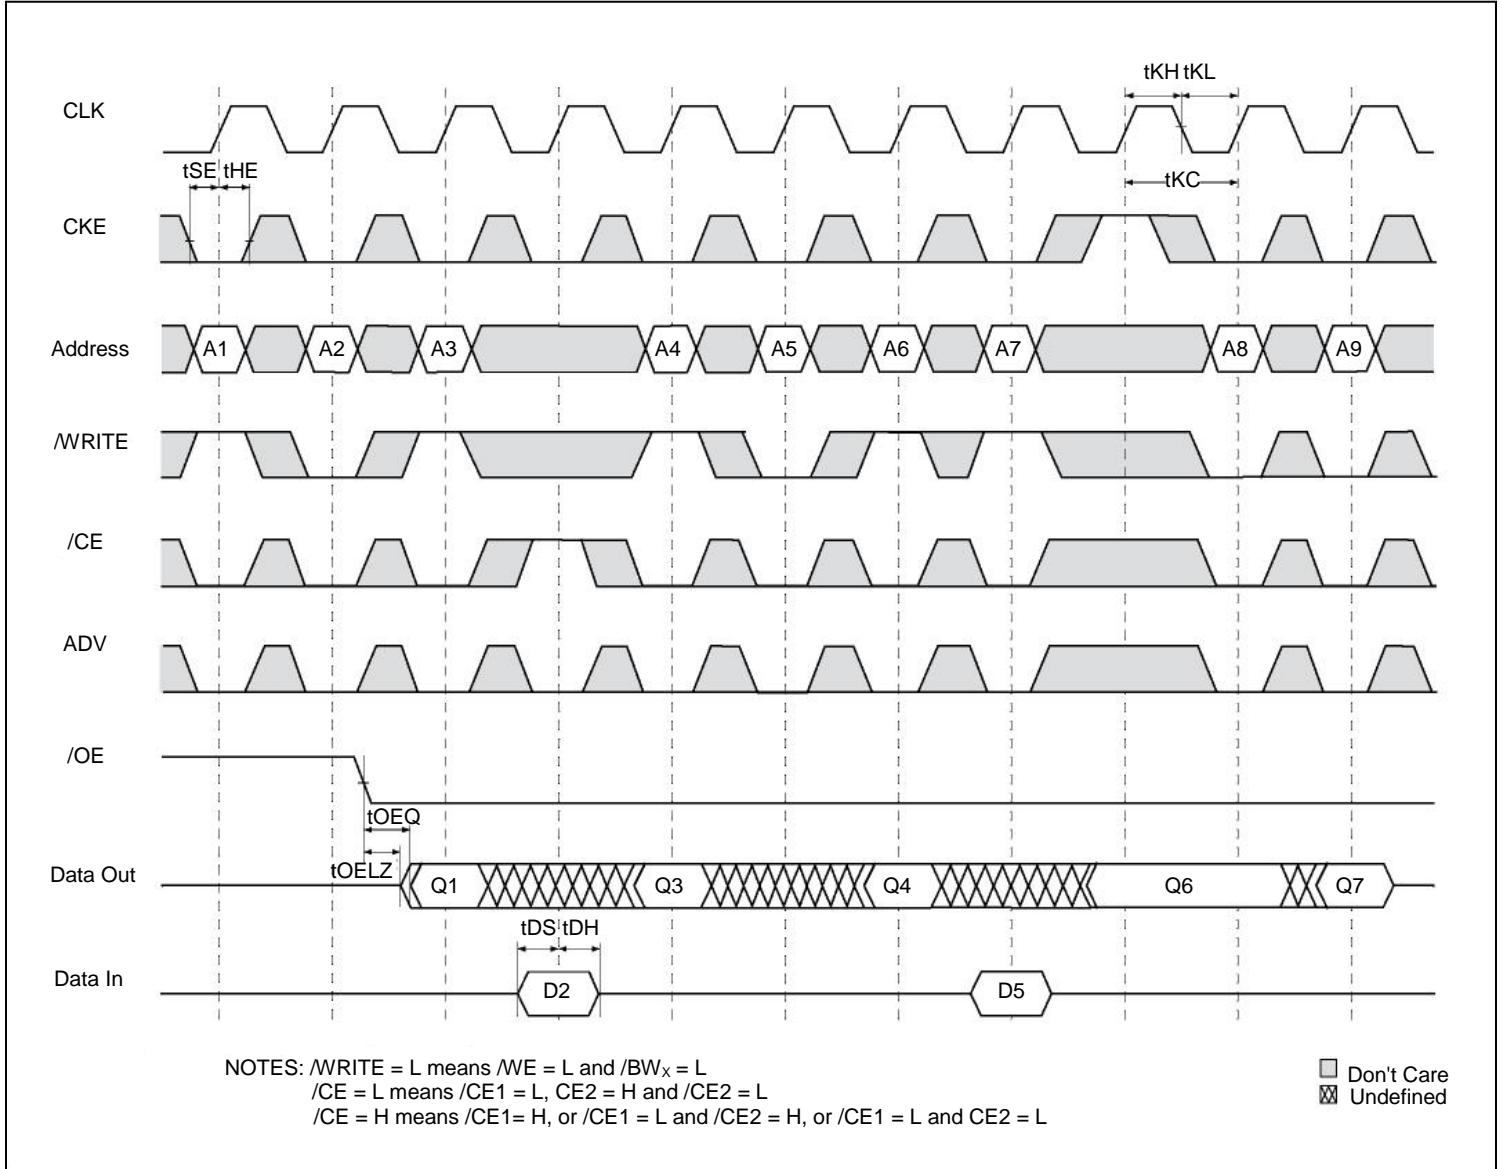 tKH tKL
CLK
tSE tHE
tKC
CKE
Address A1 A2 A3 A4 A5 A6 A7 A8 A9
/WRITE
/CE
ADV
/OE
tOEQ
tOELZ
Data Out Q1 Q3 Q4 Q6 Q7
tDS tDH
Data In D2 D5
NOTES: /WRITE = L means /WE = L and /BWX = L
/CE = L means /CE1 = L, CE2 = H and /CE2 = L
/CE = H means /CE1= H, or /CE1 = L and /CE2 = H, or /CE1 = L and CE2 = L
Don't Care
Undefined